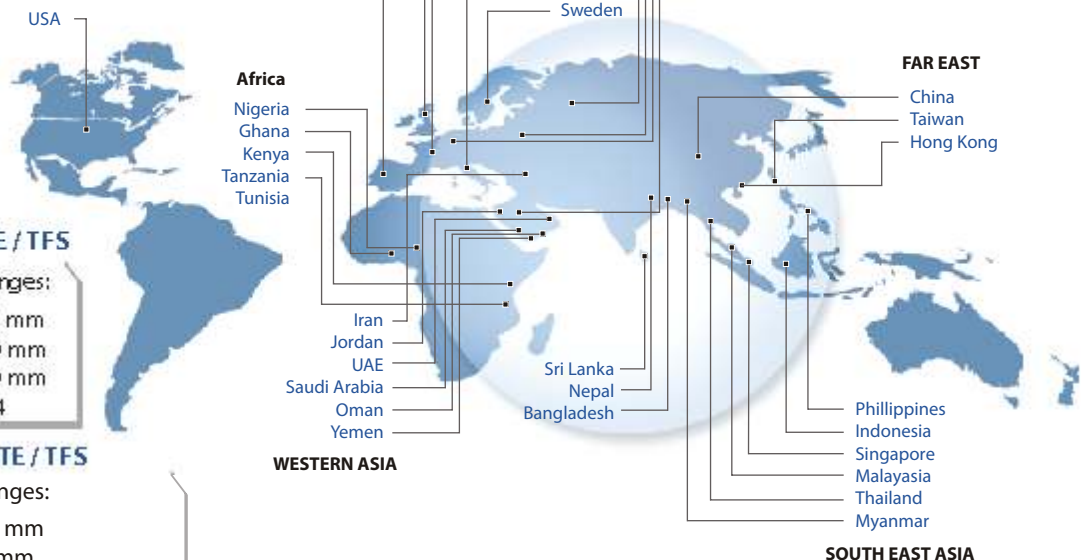 USA
Sweden
Africa
Nigeria
Ghana
Kenya
Tanzania
Tunisia
FAR EAST
China
Taiwan
Hong Kong
E / TFS
nges:
mm
mm
mm
4
TE / TFS
nges:
mm
mm
Iran
Jordan
UAE
Saudi Arabia
Oman
Yemen
WESTERN ASIA
Sri Lanka
Nepal
Bangladesh
Phillippines
Indonesia
Singapore
Malayasia
Thailand
Myanmar
SOUTH EAST ASIA